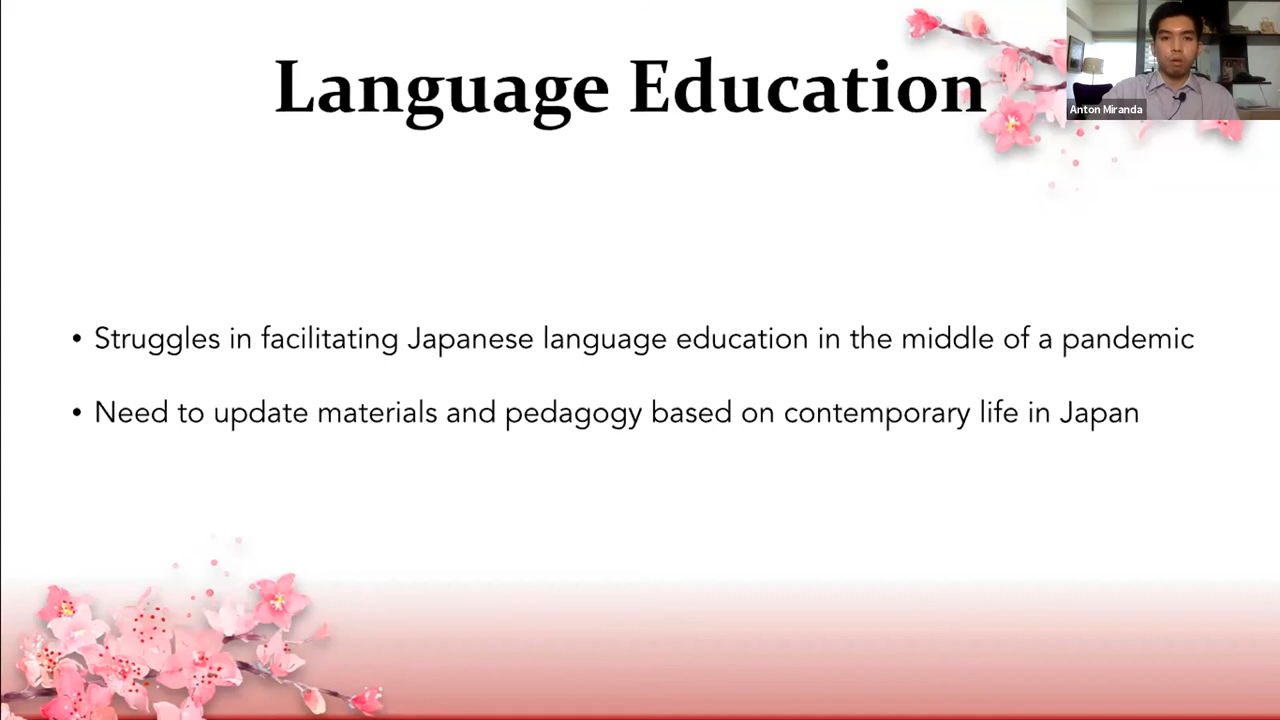 Language Education
Anton Miranda
• Struggles in facilitating Japanese language education in the middle of a pandemic
• Need to update materials and pedagogy based on contemporary life in Japan